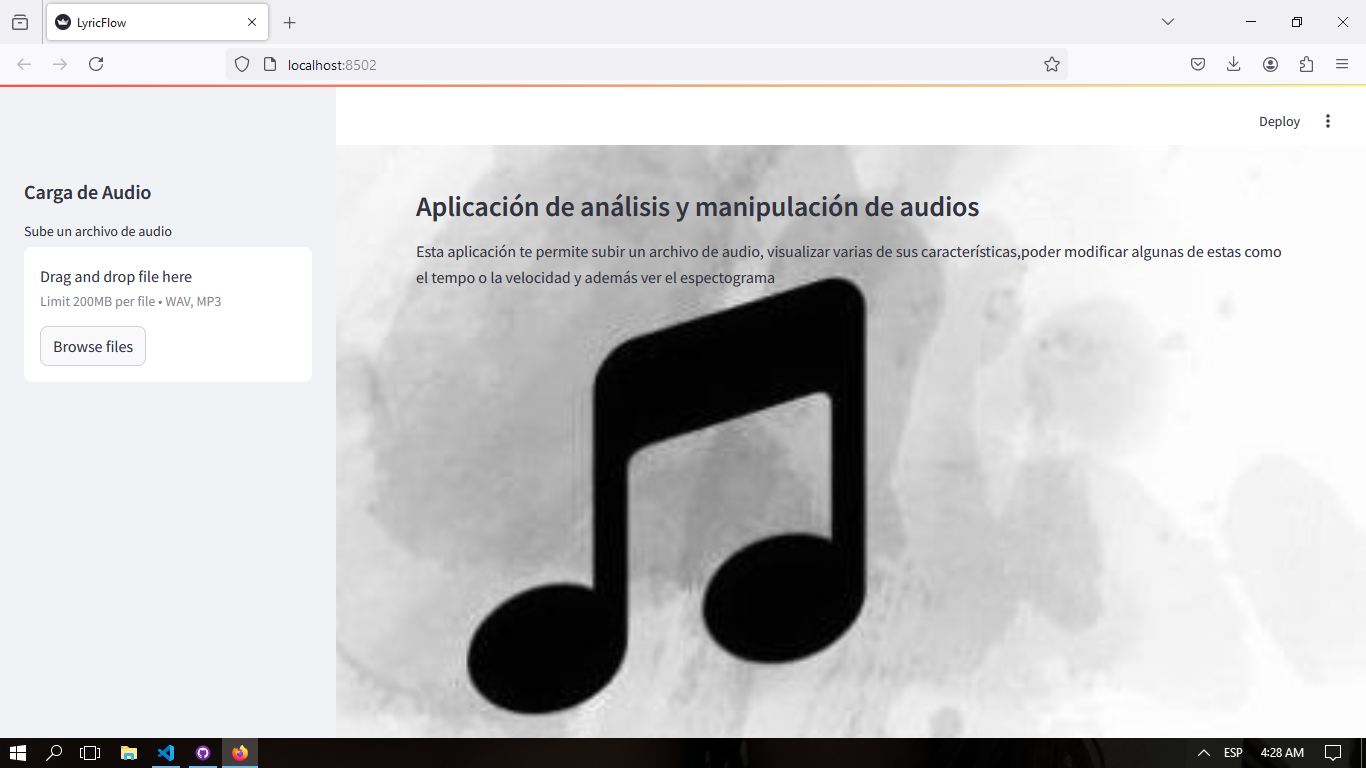 LyricFlow
localhost:8502
Deploy
Carga de Audio
Sube un archivo de audio
Drag and drop file here
Limit 200MB per file • WAV, MP3
Browse files
Aplicación de análisis y manipulación de audios
Esta aplicación te permite subir un archivo de audio, visualizar varias de sus características,poder modificar algunas de estas como
el tempo o la velocidad y además ver el espectograma
ESP
4:28 AM